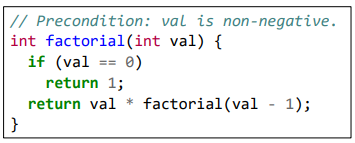 // Precondition: val is non-negative.
int factorial(int val) {
  if (val == 0)
    return 1;
  return val * factorial(val - 1);
}